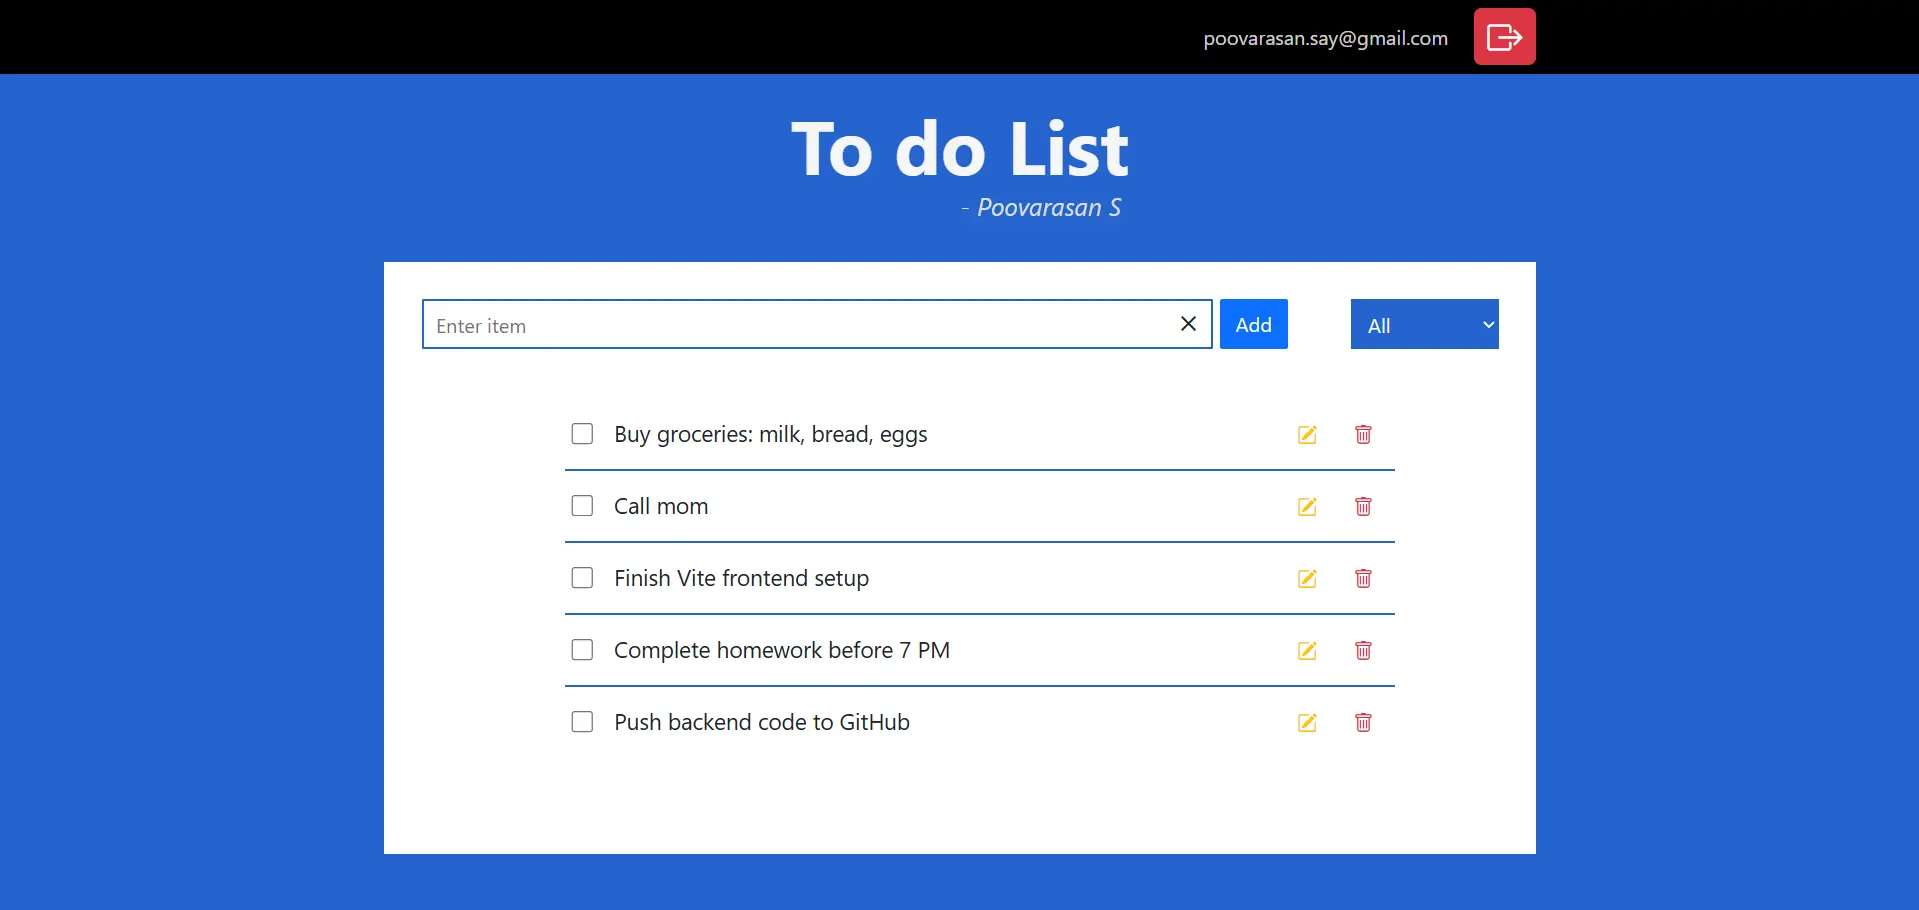 poovarasan.say@gmail.com
To do List
- Poovarasan S
Enter item
Add
All
Buy groceries: milk, bread, eggs
Call mom
Finish Vite frontend setup
Complete homework before 7 PM
Push backend code to GitHub